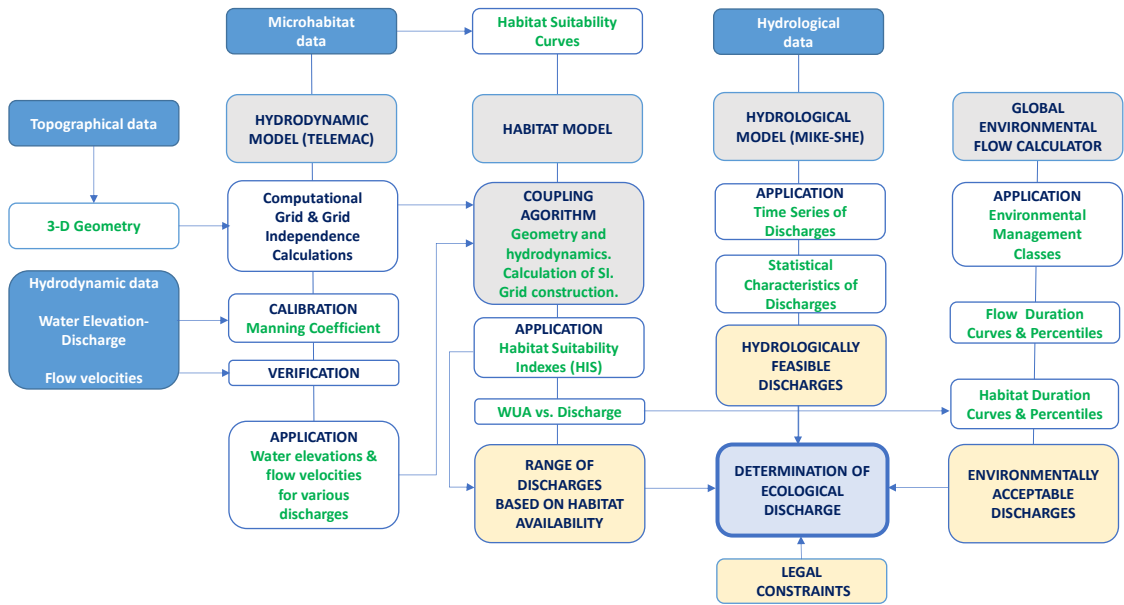 Microhabitat
data
Habitat Suitability
Curves
Hydrological
data
Topographical data
HYDRODYNAMIC
MODEL (TELEMAC)
HABITAT MODEL
HYDROLOGICAL
MODEL (MIKE-SHE)
GLOBAL
ENVIRONMENTAL
FLOW CALCULATOR
3-D Geometry
Computational
Grid & Grid
Independence
Calculations
COUPLING
AGORITHM
Geometry and
hydrodynamics.
Calculation of SI.
Grid construction.
APPLICATION
Time Series of
Discharges
APPLICATION
Environmental
Management
Classes
Statistical
Characteristics of
Discharges
Hydrodynamic data
Water Elevation-
Discharge
Flow velocities
CALIBRATION
Manning Coefficient
VERIFICATION
APPLICATION
Habitat Suitability
Indexes (HIS)
HYDROLOGICALLY
FEASIBLE
DISCHARGES
Flow  Duration
Curves & Percentiles
WUA vs. Discharge
Habitat Duration
Curves & Percentiles
APPLICATION
Water elevations &
flow velocities
for various
discharges
RANGE OF
DISCHARGES
BASED ON HABITAT
AVAILABILITY
DETERMINATION OF
ECOLOGICAL
DISCHARGE
ENVIRONMENTALLY
ACCEPTABLE
DISCHARGES
LEGAL
CONSTRAINTS